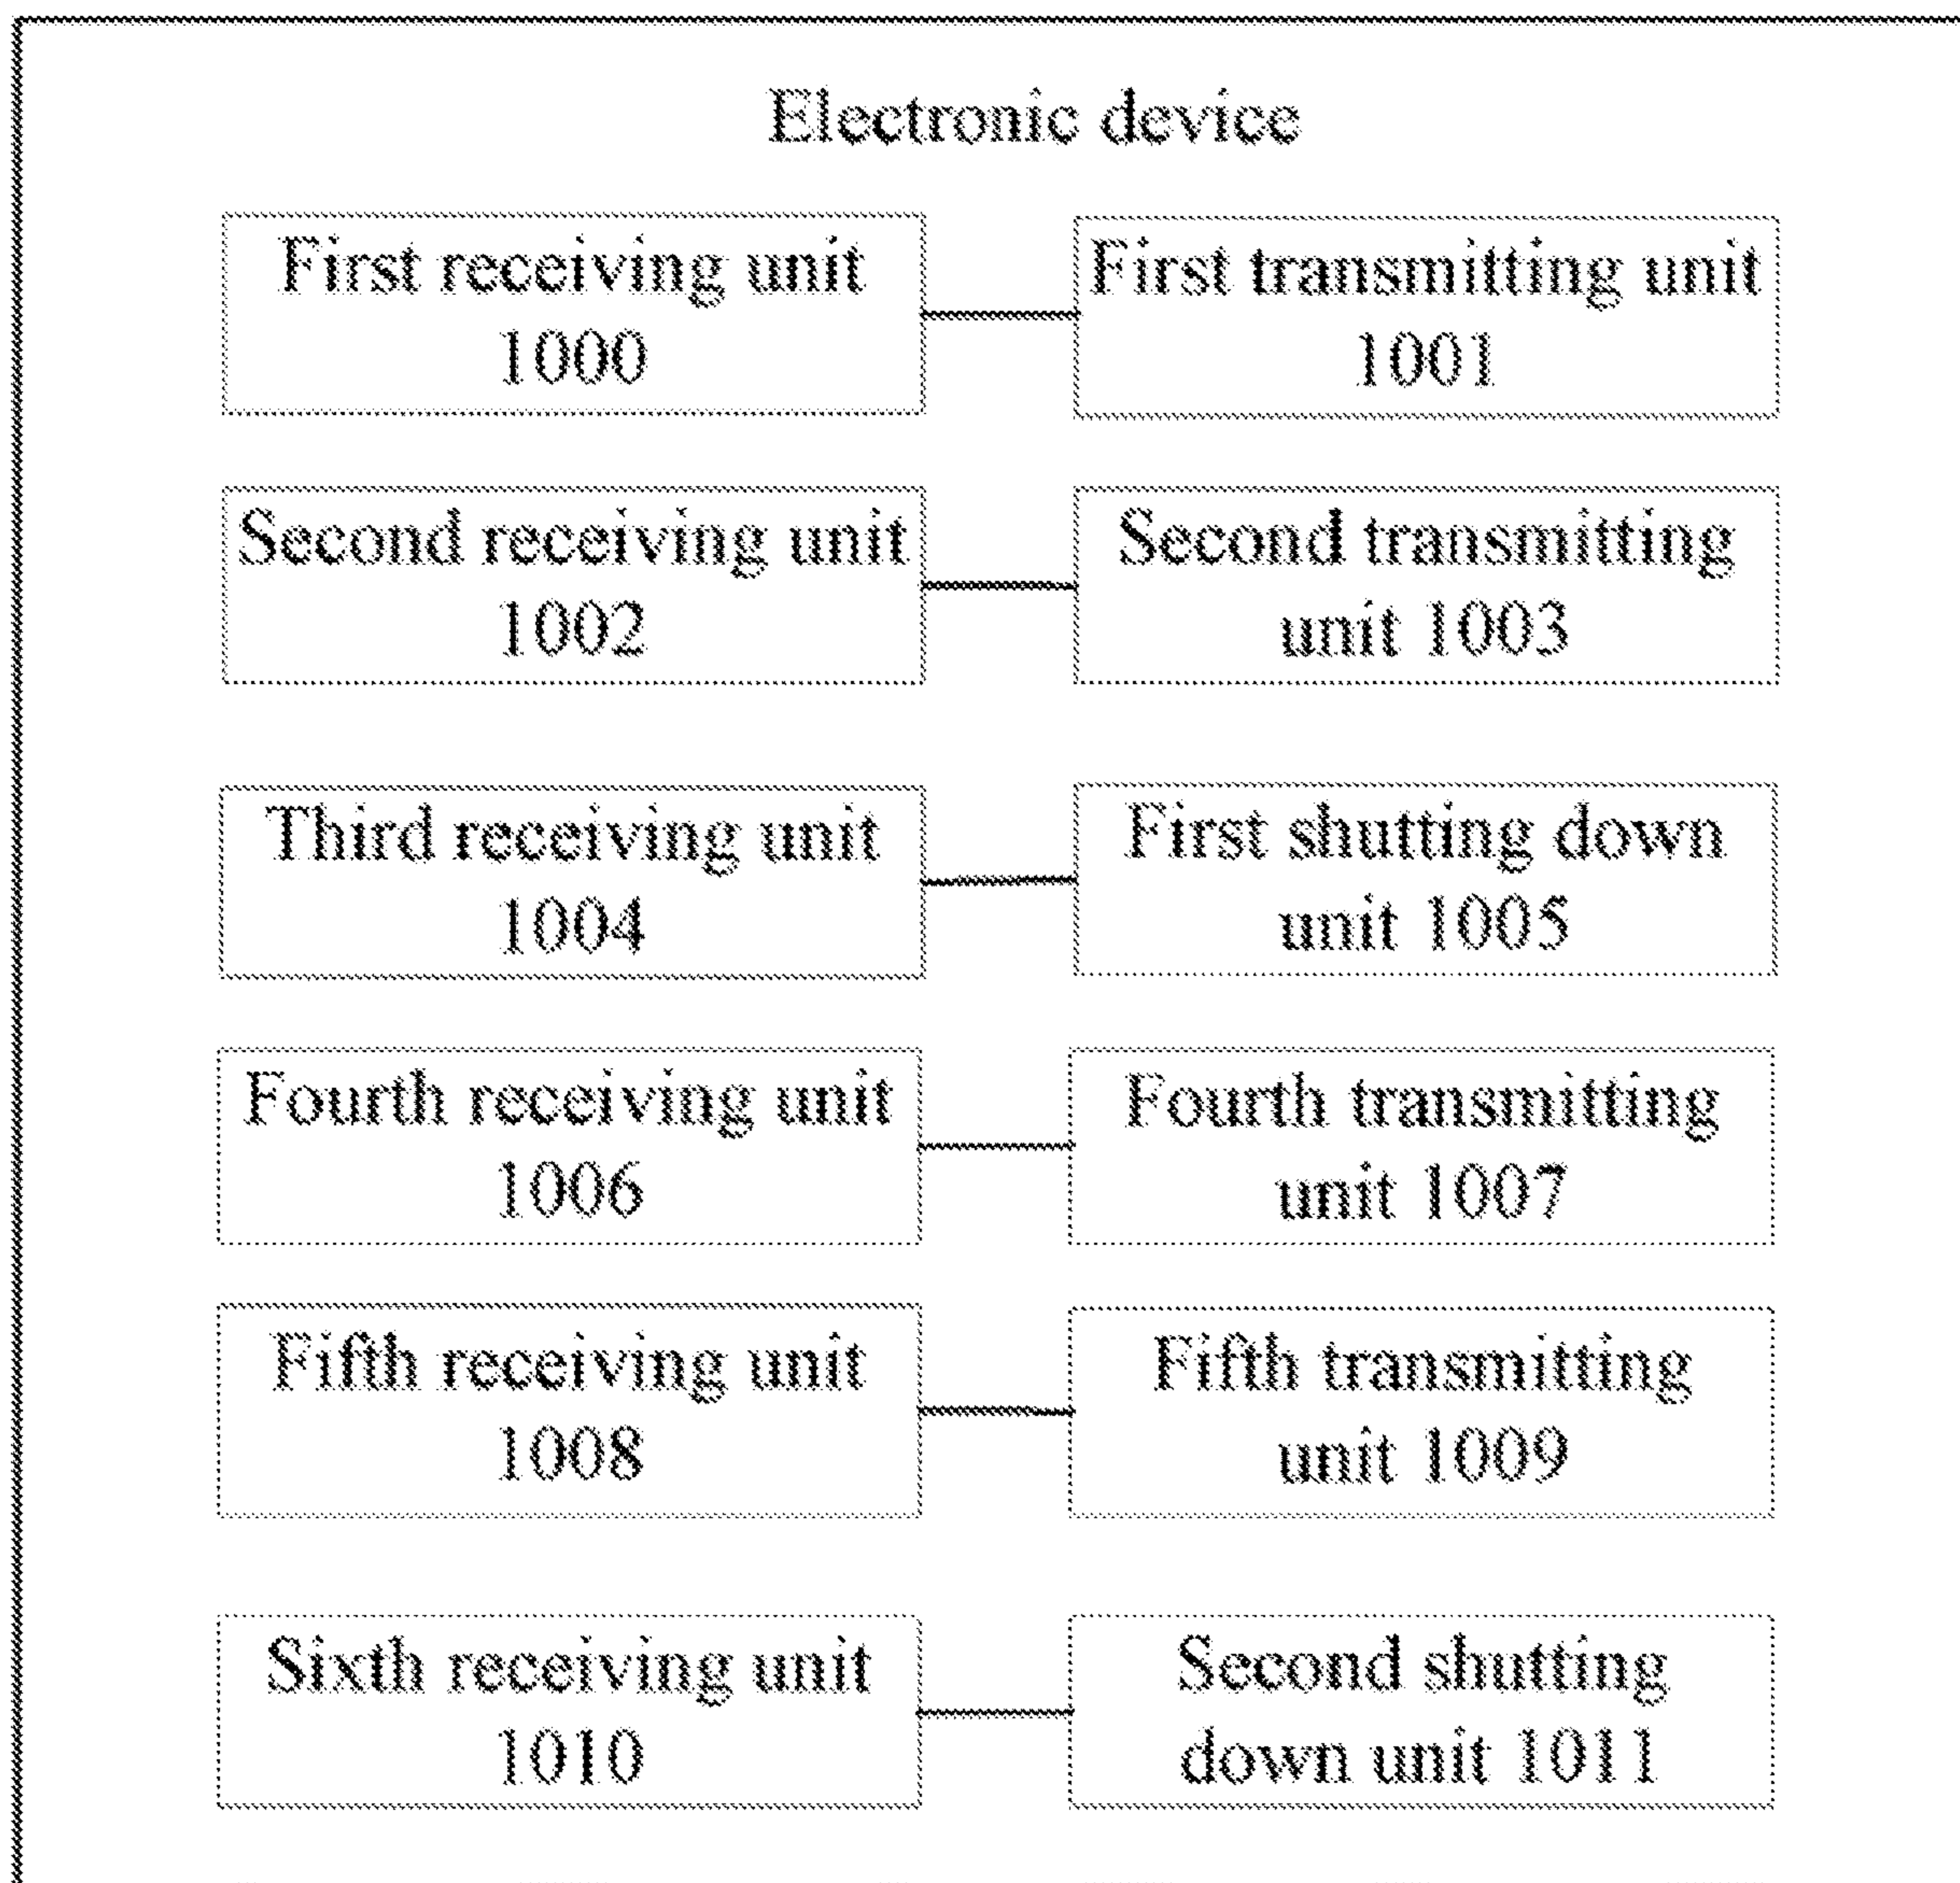 Electronic device
First receiving unit
1000
First transmitting unit
1001
Second receiving unit
1002
Second transmitting
unit 1003
Third receiving unit
1004
First shutting down
unit 1005
Fourth receiving unit
1006
Fourth transmitting
unit 1007
Fifth receiving unit
1008
Fifth transmitting
unit 1009
Sixth receiving unit
1010
Second shutting
down unit 1011